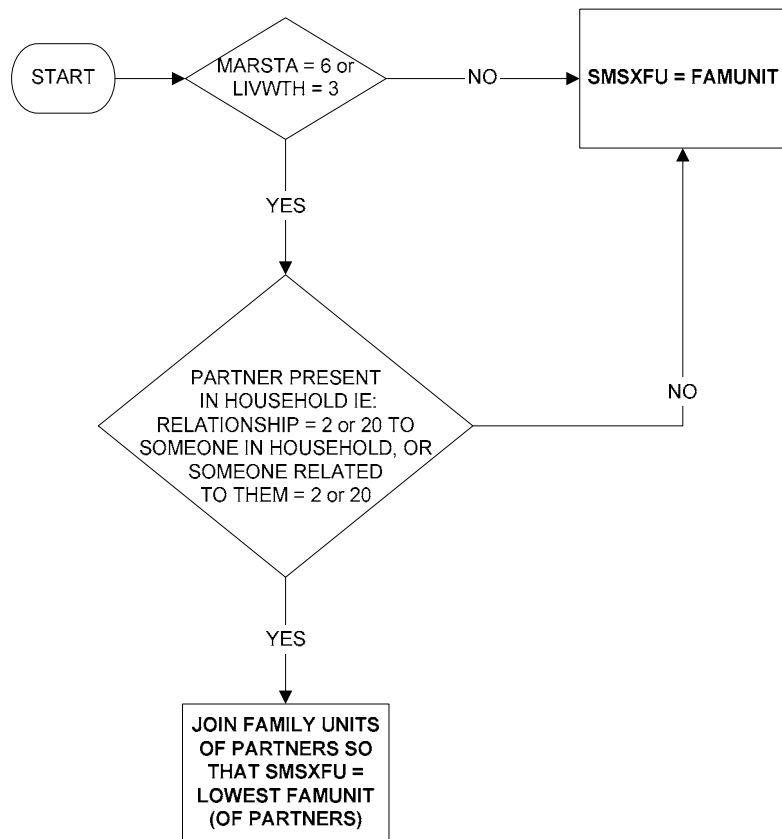 START
MARSTA = 6 or
LIVWTH = 3
NO
SMSXFU = FAMUNIT
YES
PARTNER PRESENT
IN HOUSEHOLD IE:
RELATIONSHIP = 2 or 20 TO
SOMEONE IN HOUSEHOLD, OR
SOMEONE RELATED
TO THEM = 2 or 20
NO
YES
JOIN FAMILY UNITS
OF PARTNERS SO
THAT SMSXFU =
LOWEST FAMUNIT
(OF PARTNERS)